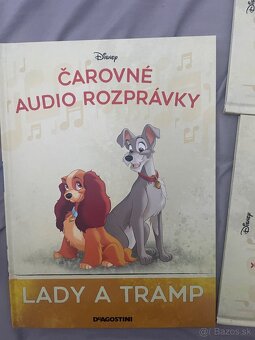 Disney
ČAROVNÉ
AUDIO ROZPRÁVKY
LADY A TRAMP
DeAGOSTINI
Bazos.sk